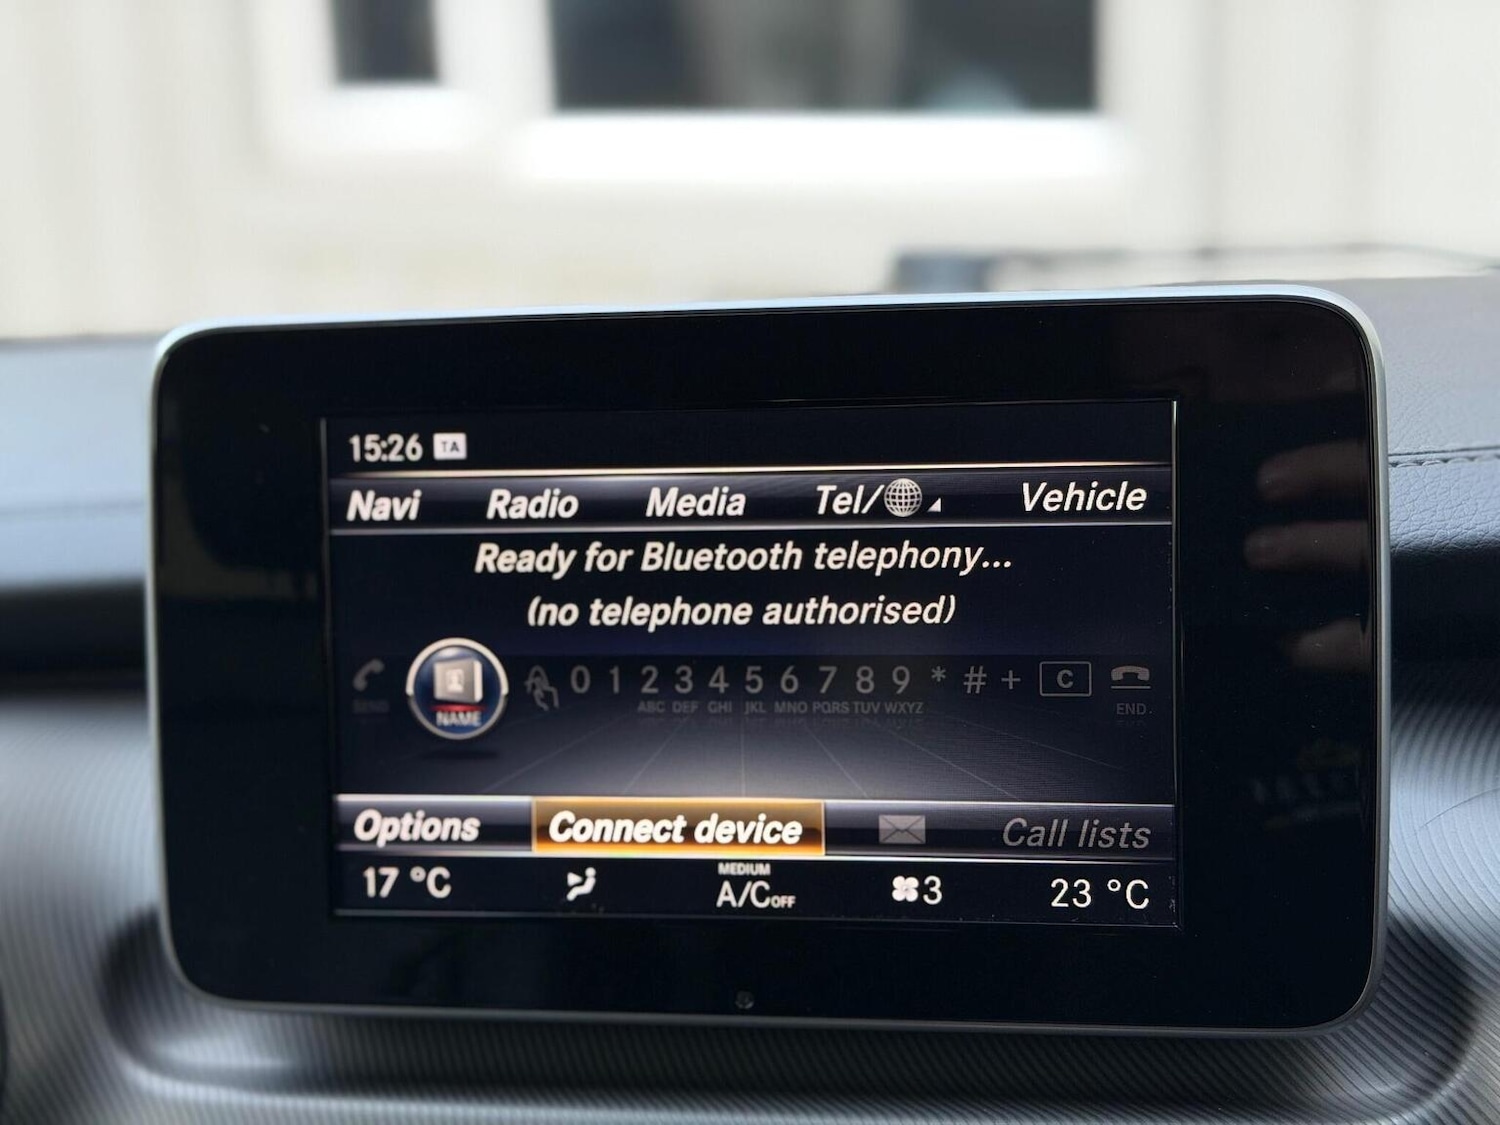 15:26 TA
Navi Radio Media Tel/ Vehicle
Ready for Bluetooth telephony...
(no telephone authorised)
SEND NAME 0 1 2 3 4 5 6 7 8 9 * # + C
ABC DEF GHI JKL MNO PQRS TUV WXYZ END
Options Connect device Call lists
MEDIUM
17 °C A/C OFF 3 23 °C